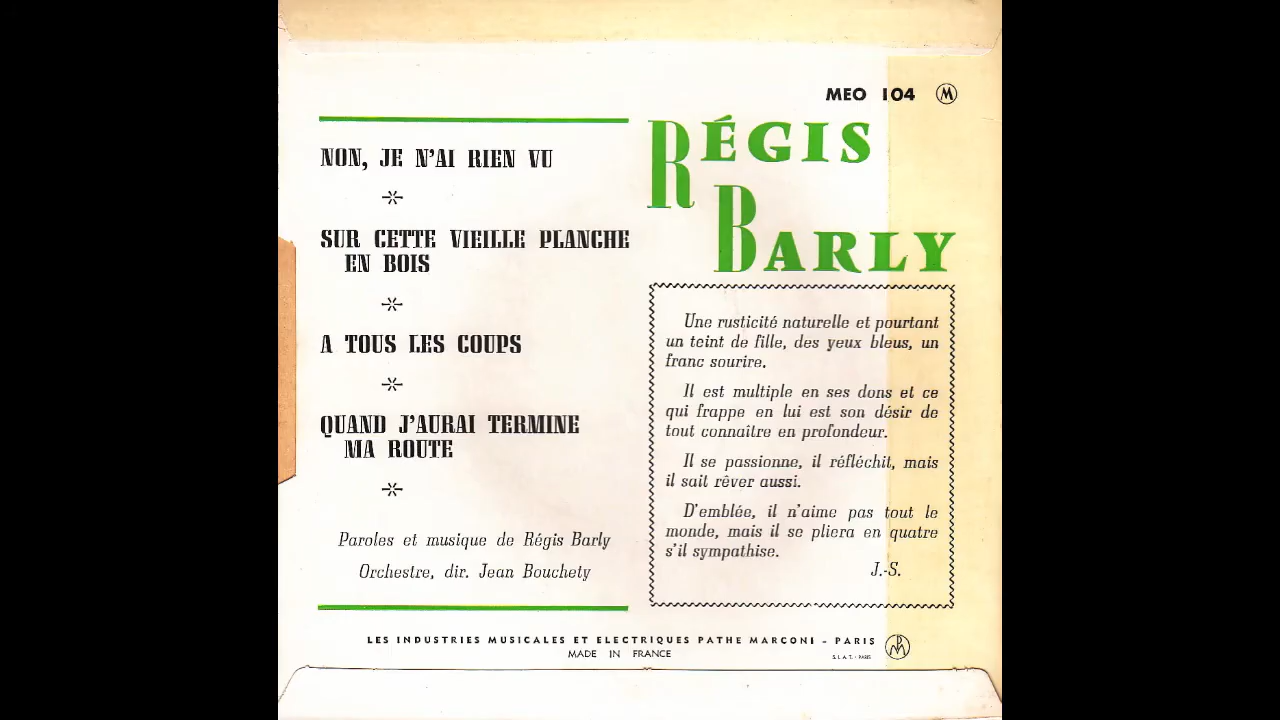 MEO 104 M
NON, JE N'AI RIEN VU
SUR CETTE VIEILLE PLANCHE
EN BOIS
A TOUS LES COUPS
QUAND J'AURAI TERMINE
MA ROUTE
Paroles et musique de Régis Barly
Orchestre, dir. Jean Bouchety
RÉGIS
BARLY
Une rusticité naturelle et pourtant
un teint de fille, des yeux bleus, un
franc sourire.
Il est multiple en ses dons et ce
qui frappe en lui est son désir de
tout connaître en profondeur.
Il se passionne, il réfléchit, mais
il sait rêver aussi.
D'emblée, il n'aime pas tout le
monde, mais il se pliera en quatre
s'il sympathise.
J.-S.
LES INDUSTRIES MUSICALES ET ELECTRIQUES PATHE MARCONI - PARIS
MADE IN FRANCE
S.I.A.T. - PARIS